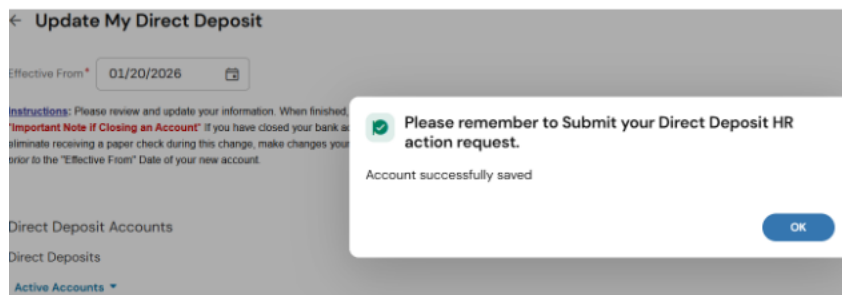 ← Update My Direct Deposit
Effective From* 01/20/2026
Instructions: Please review and update your information. When finished,
"Important Note if Closing an Account" If you have closed your bank ac
eliminate receiving a paper check during this change, make changes your
prior to the "Effective From" Date of your new account.
Please remember to Submit your Direct Deposit HR
action request.
Account successfully saved
OK
Direct Deposit Accounts
Direct Deposits
Active Accounts